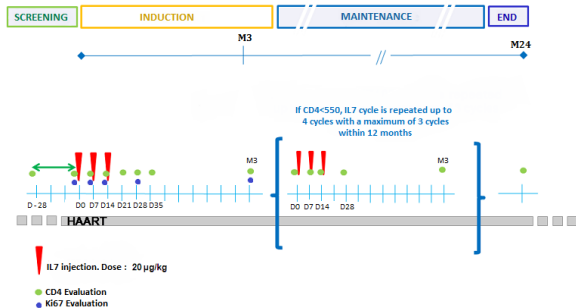 SCREENING INDUCTION MAINTENANCE END
M3
M24
If CD4<550, IL7 cycle is repeated up to
4 cycles with a maximum of 3 cycles
within 12 months
M3 M3
D -28 D0 D7 D14 D21 D28 D35 D0 D7 D14 D28
HAART
IL7 injection. Dose : 20 µg/kg
CD4 Evaluation
Ki67 Evaluation